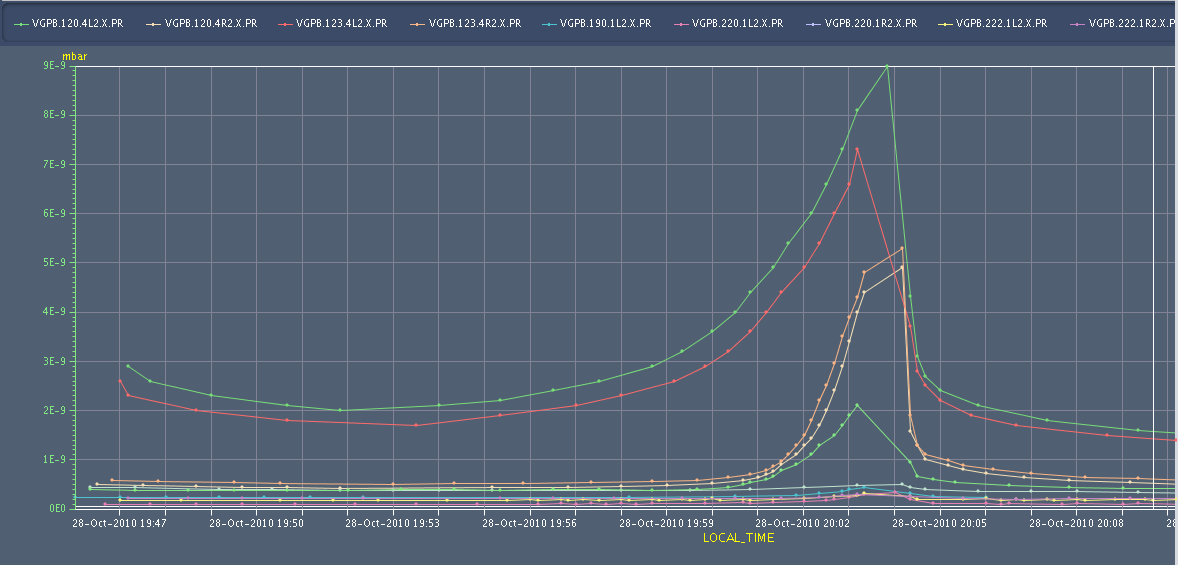 VGPB.120.4L2.X.PR VGPB.120.4R2.X.PR VGPB.123.4L2.X.PR VGPB.123.4R2.X.PR VGPB.190.1L2.X.PR VGPB.220.1L2.X.PR VGPB.220.1R2.X.PR VGPB.222.1L2.X.PR VGPB.222.1R2.X.P
mbar
9E-9
8E-9
7E-9
6E-9
5E-9
4E-9
3E-9
2E-9
1E-9
0E0
28-Oct-2010 19:47 28-Oct-2010 19:50 28-Oct-2010 19:53 28-Oct-2010 19:56 28-Oct-2010 19:59 28-Oct-2010 20:02 28-Oct-2010 20:05 28-Oct-2010 20:08 28
LOCAL_TIME